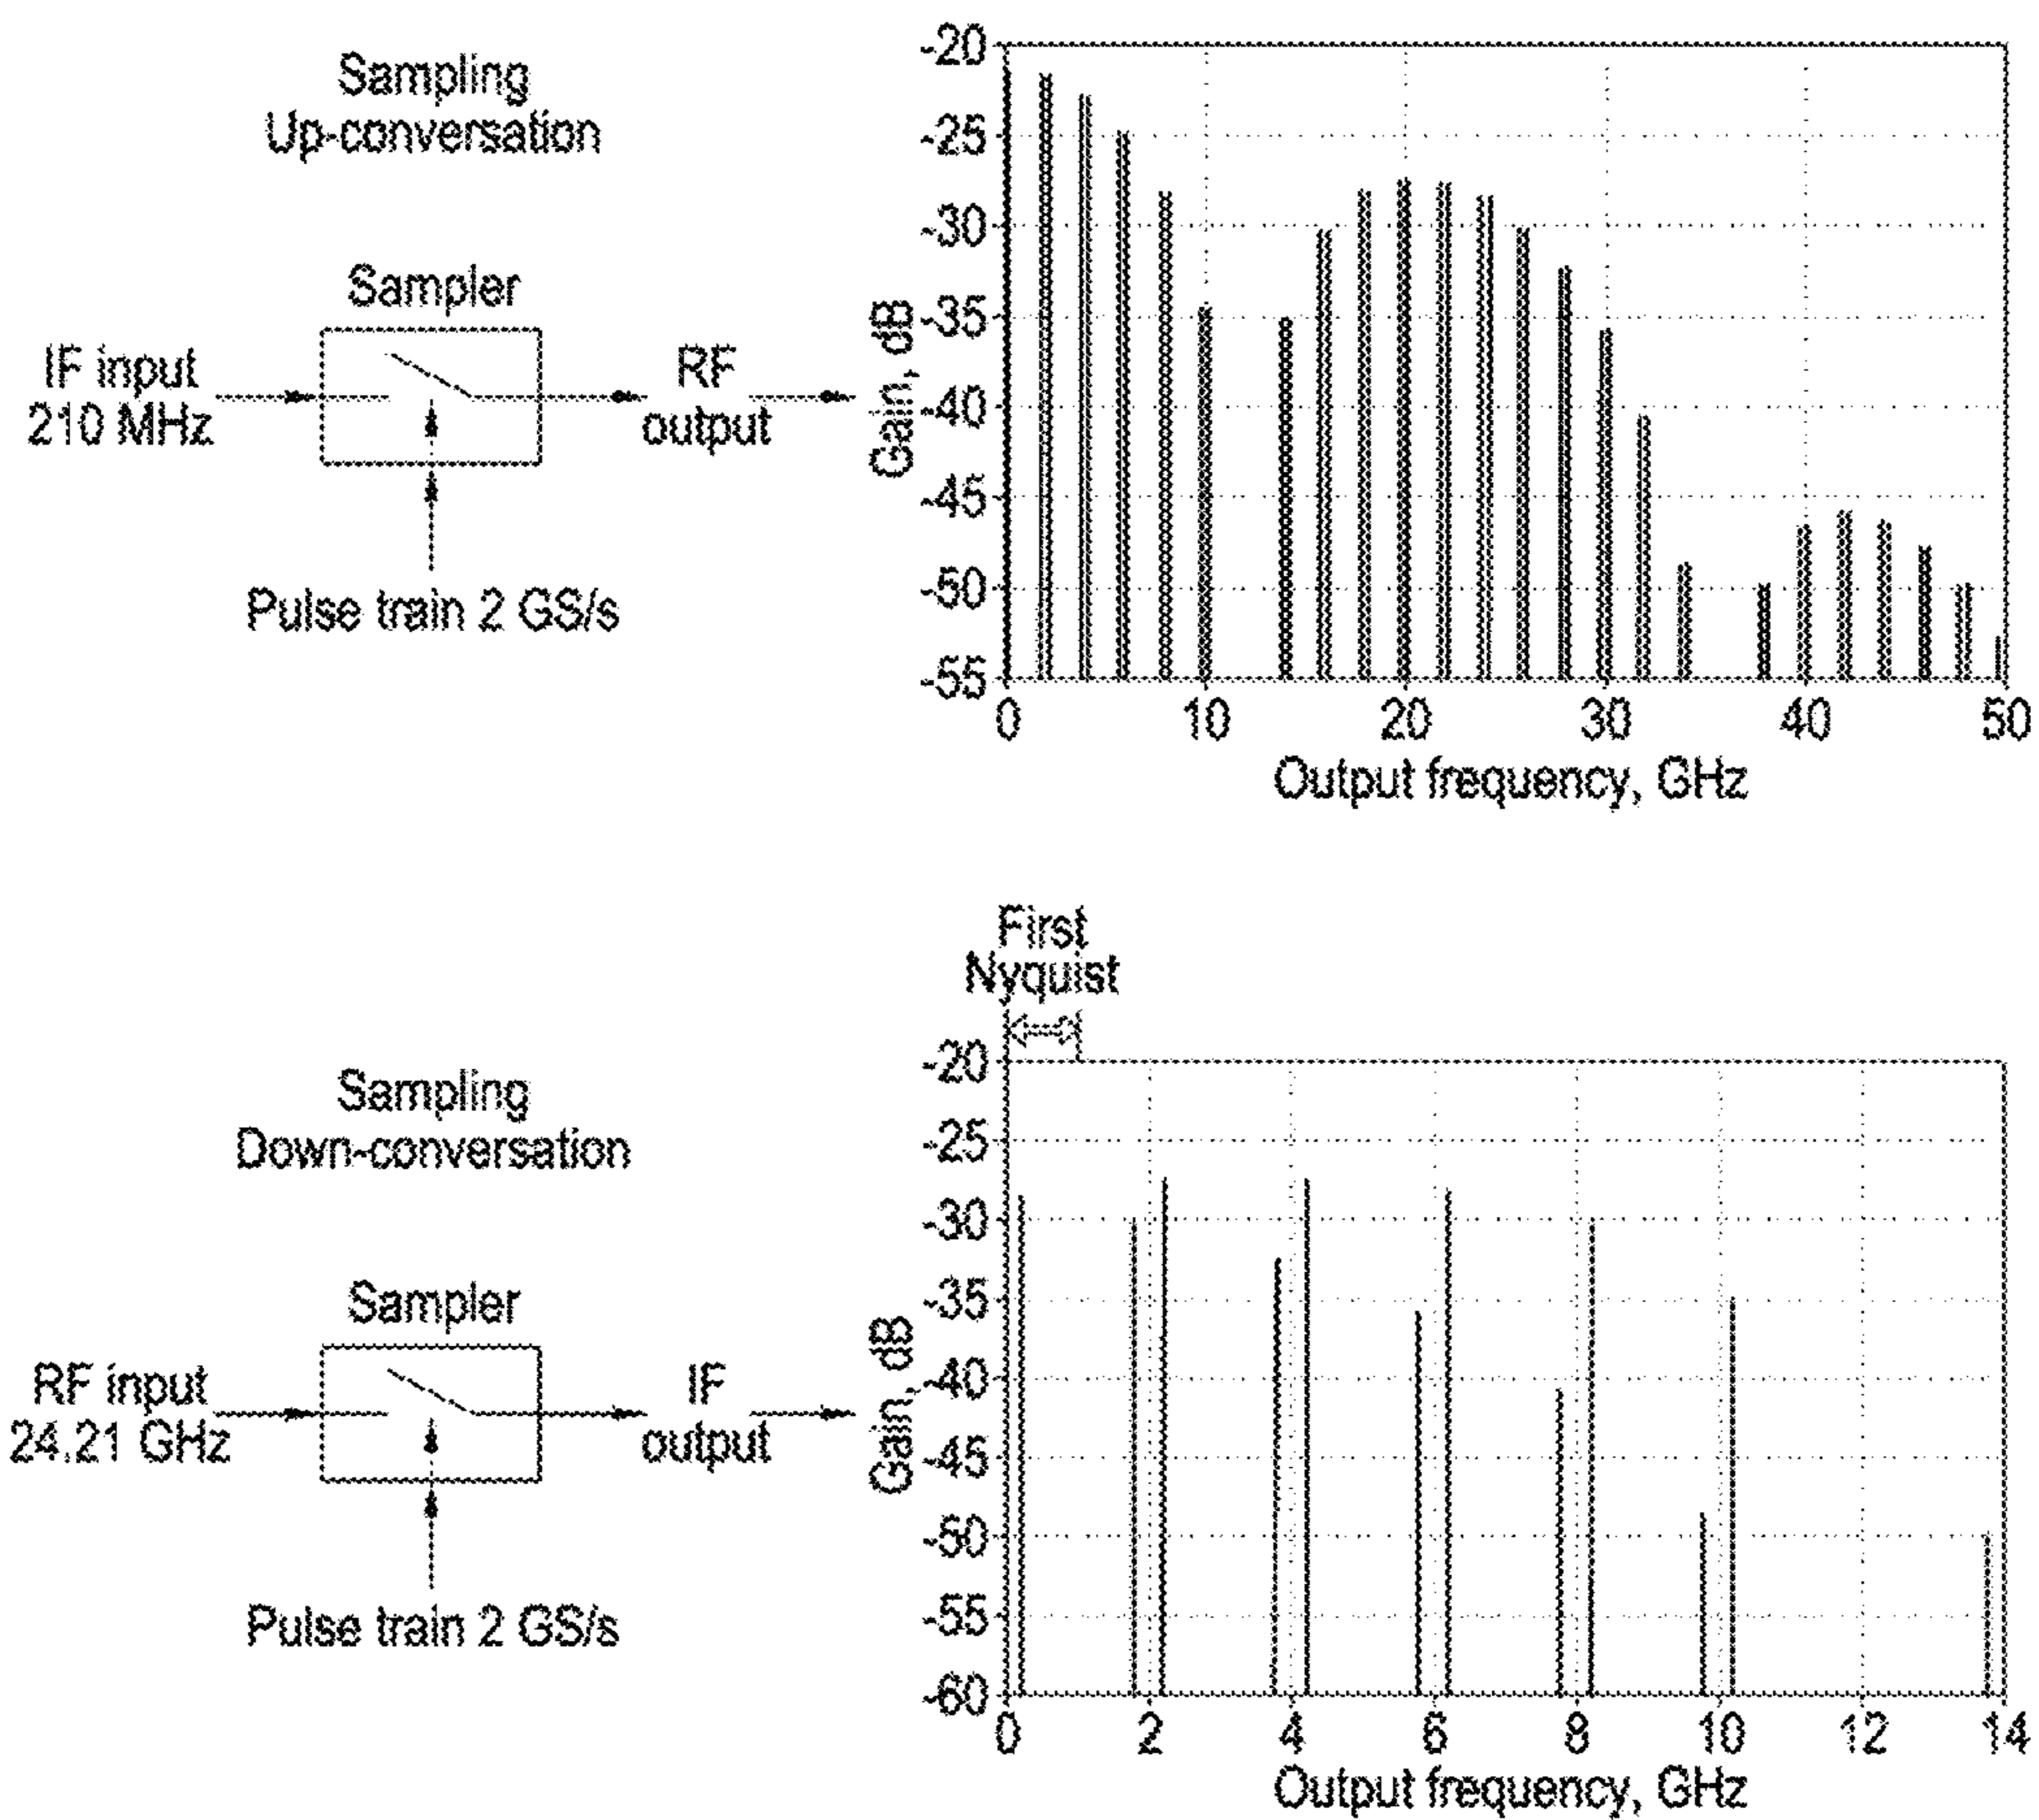 Sampling
Up-conversation
Sampler
IF input
210 MHz
RF
output
Pulse train 2 GS/s
Gain, dB
-20
-25
-30
-35
-40
-45
-50
-55
0 10 20 30 40 50
Output frequency, GHz
First
Nyquist
Sampling
Down-conversation
Sampler
RF input
24.21 GHz
IF
output
Pulse train 2 GS/s
Gain, dB
-20
-25
-30
-35
-40
-45
-50
-55
-60
0 2 4 6 8 10 12 14
Output frequency, GHz